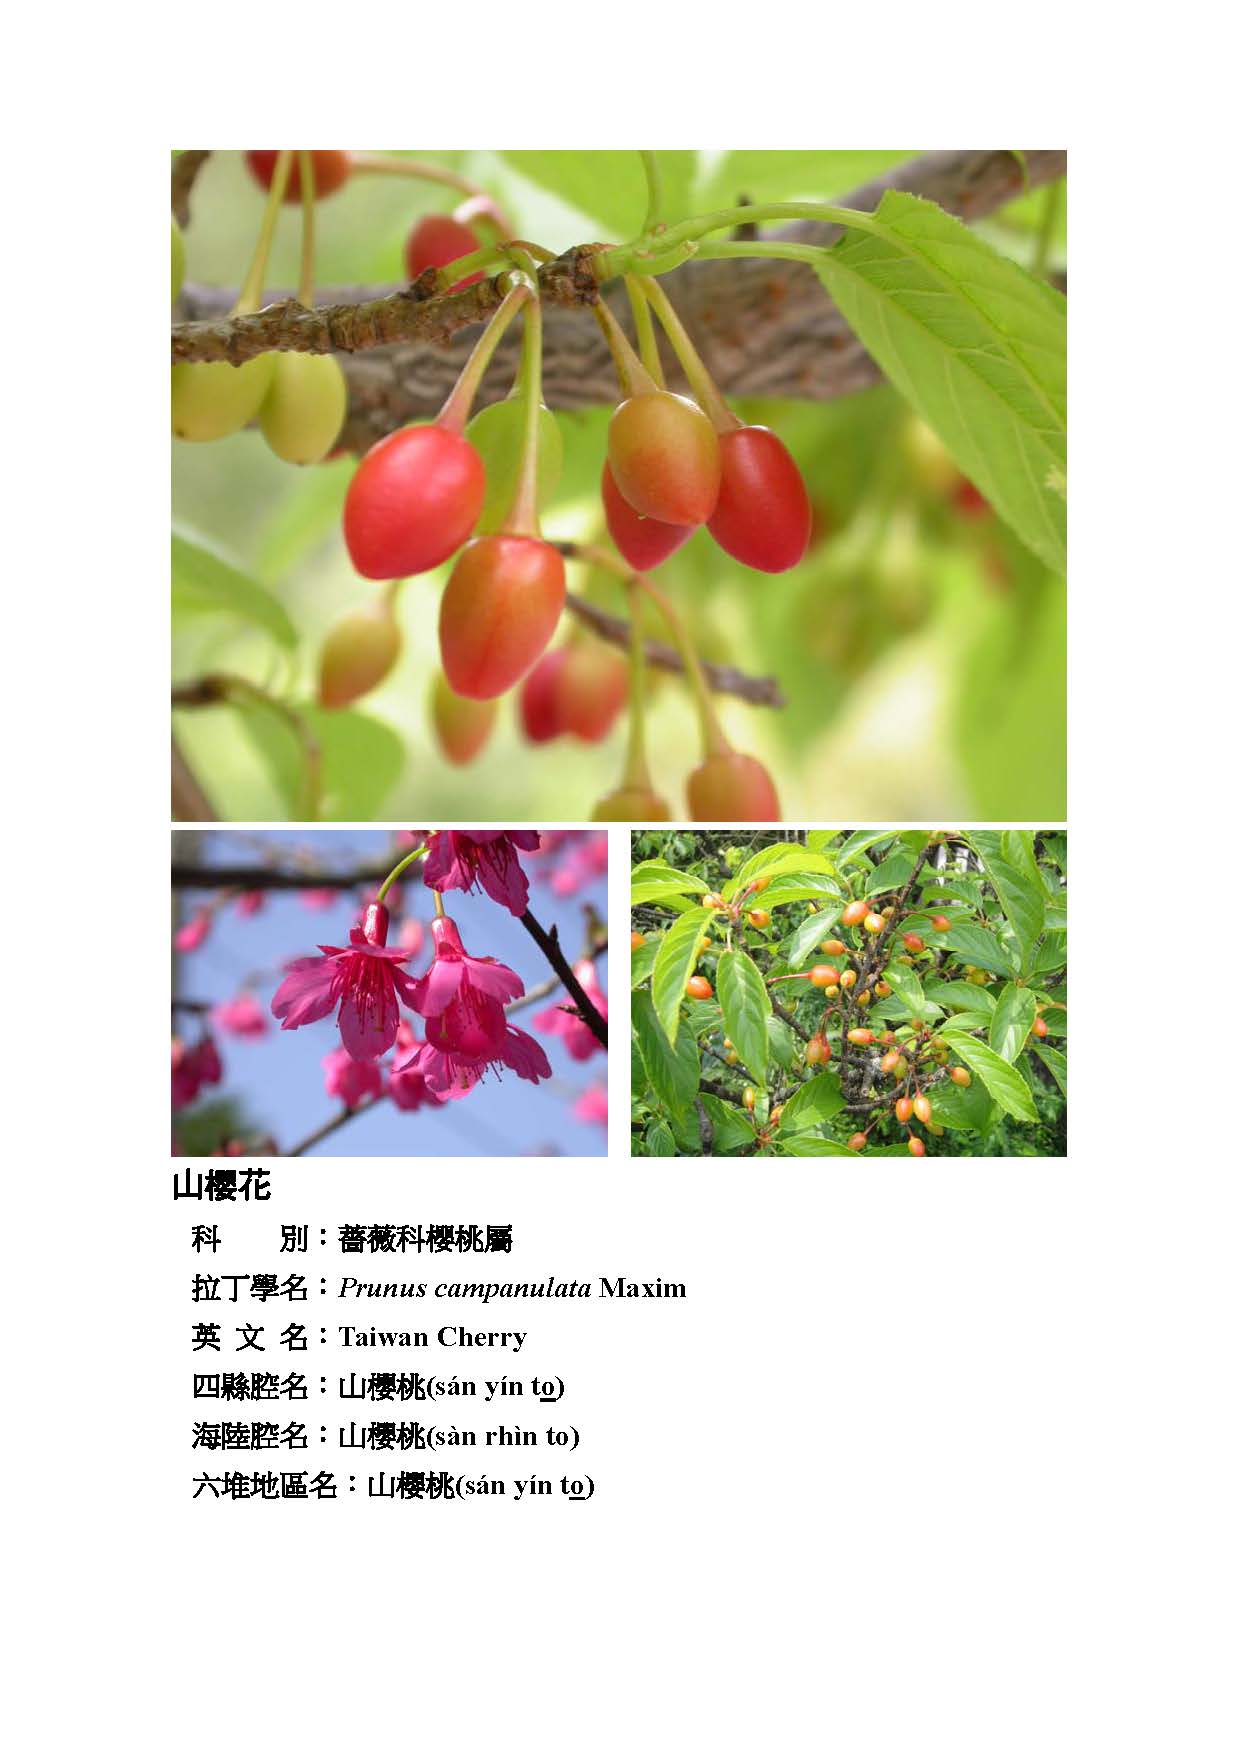 山櫻花
科　　別：薔薇科櫻桃屬
拉丁學名：Prunus campanulata Maxim
英 文 名：Taiwan Cherry
四縣腔名：山櫻桃(sán yín to̲)
海陸腔名：山櫻桃(sàn rhìn to)
六堆地區名：山櫻桃(sán yín to̲)